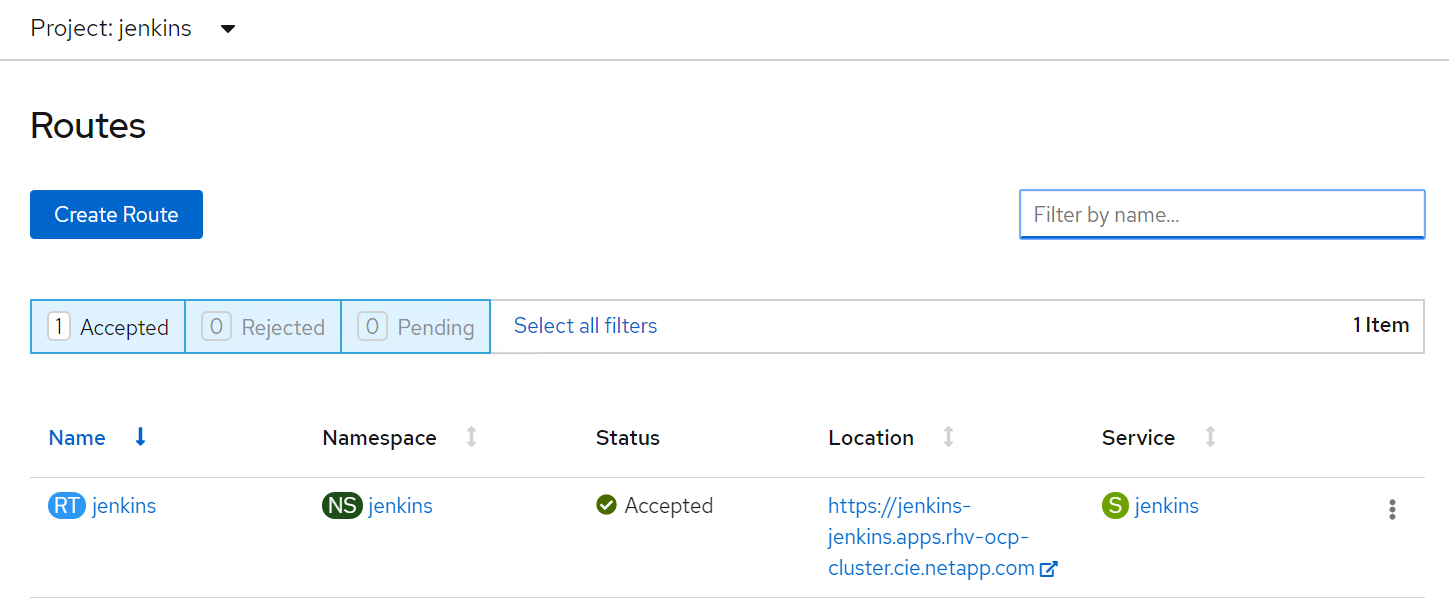 Project: jenkins
Routes
Create Route
Filter by name...
1 Accepted 0 Rejected 0 Pending Select all filters 1 Item
Name Namespace Status Location Service
RT jenkins NS jenkins Accepted https://jenkins- S jenkins
jenkins.apps.rhv-ocp-
cluster.cie.netapp.com